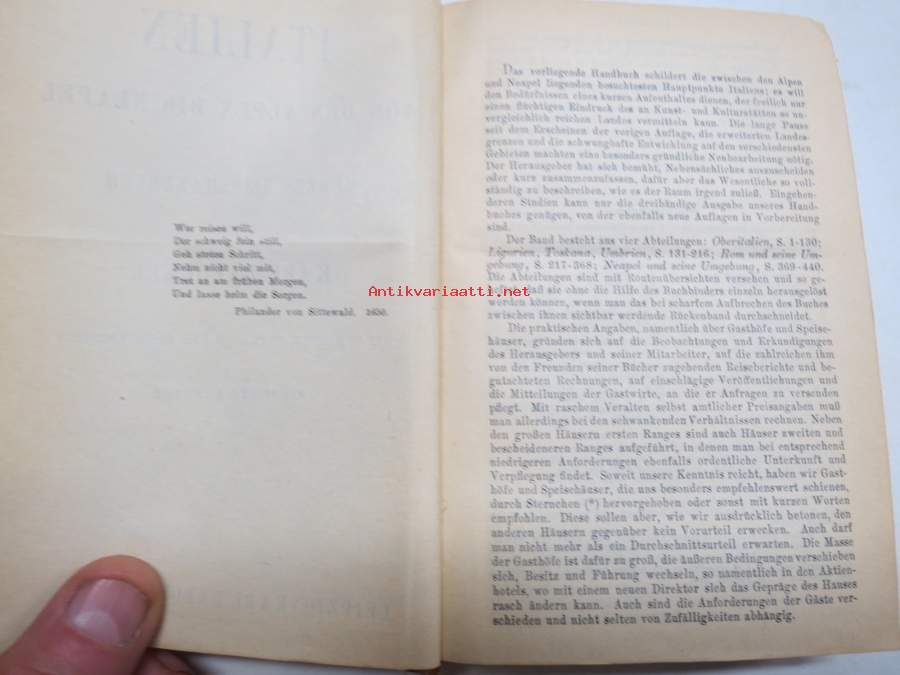 Wer reisen will,
Der schweig fein still,
Geh steten Schritt,
Nehm nicht viel mit,
Tret an am frühen Morgen,
Und lasse heim die Sorgen.
Philander von Sittewald. 1650.
Das vorliegende Handbuch schildert die zwischen den Alpen
und Neapel liegenden besuchtesten Hauptpunkte Italiens; es will
den Bedürfnissen eines kurzen Aufenthaltes dienen, der freilich nur
einen flüchtigen Eindruck des an Kunst- und Kulturstätten so un-
vergleichlich reichen Landes vermitteln kann. Die lange Pause
seit dem Erscheinen der vorigen Auflage, die erweiterten Landes-
grenzen und die schwunghafte Entwicklung auf den verschiedensten
Gebieten machten eine besonders gründliche Neubearbeitung nötig.
Der Herausgeber hat sich bemüht, Nebensächliches auszuscheiden
oder kurz zusammenzufassen, dafür aber das Wesentliche so voll-
ständig zu beschreiben, wie es der Raum irgend zuließ. Eingehen-
deren Studien kann nur die dreibändige Ausgabe unseres Hand-
buches genügen, von der ebenfalls neue Auflagen in Vorbereitung
sind.
Der Band besteht aus vier Abteilungen: Oberitalien, S. 1-130;
Ligurien, Toskana, Umbrien, S. 131-216; Rom und seine Um-
gebung, S. 217-368; Neapel und seine Umgebung, S. 369-440.
Die Abteilungen sind mit Routenübersichten versehen und so ge-
heftet, daß sie ohne die Hilfe des Buchbinders einzeln herausgelöst
werden können, wenn man das bei scharfem Aufbrechen des Buches
zwischen ihnen sichtbar werdende Rückenband durchschneidet.
Die praktischen Angaben, namentlich über Gasthöfe und Speise-
häuser, gründen sich auf die Beobachtungen und Erkundigungen
des Herausgebers und seiner Mitarbeiter, auf die zahlreichen ihm
von den Freunden seiner Bücher zugehenden Reiseberichte und be-
gutachteten Rechnungen, auf einschlägige Veröffentlichungen und
die Mitteilungen der Gastwirte, an die er Anfragen zu versenden
pflegt. Mit raschem Veralten selbst amtlicher Preisangaben muß
man allerdings bei den schwankenden Verhältnissen rechnen. Neben
den großen Häusern ersten Ranges sind auch Häuser zweiten und
bescheideneren Ranges aufgeführt, in denen man bei entsprechend
niedrigeren Anforderungen ebenfalls ordentliche Unterkunft und
Verpflegung findet. Soweit unsere Kenntnis reicht, haben wir Gast-
höfe und Speisehäuser, die uns besonders empfehlenswert schienen,
durch Sternchen (*) hervorgehoben oder sonst mit kurzen Worten
empfohlen. Diese sollen aber, wie wir ausdrücklich betonen, den
anderen Häusern gegenüber kein Vorurteil erwecken. Auch darf
man nicht mehr als ein Durchschnittsurteil erwarten. Die Masse
der Gasthöfe ist dafür zu groß, die äußeren Bedingungen verschieben
sich, Besitz und Führung wechseln, so namentlich in den Aktien-
hotels, wo mit einem neuen Direktor sich das Gepräge des Hauses
rasch ändern kann. Auch sind die Anforderungen der Gäste ver-
schieden und nicht selten von Zufälligkeiten abhängig.
Antikvariaatti.net
ITALIEN